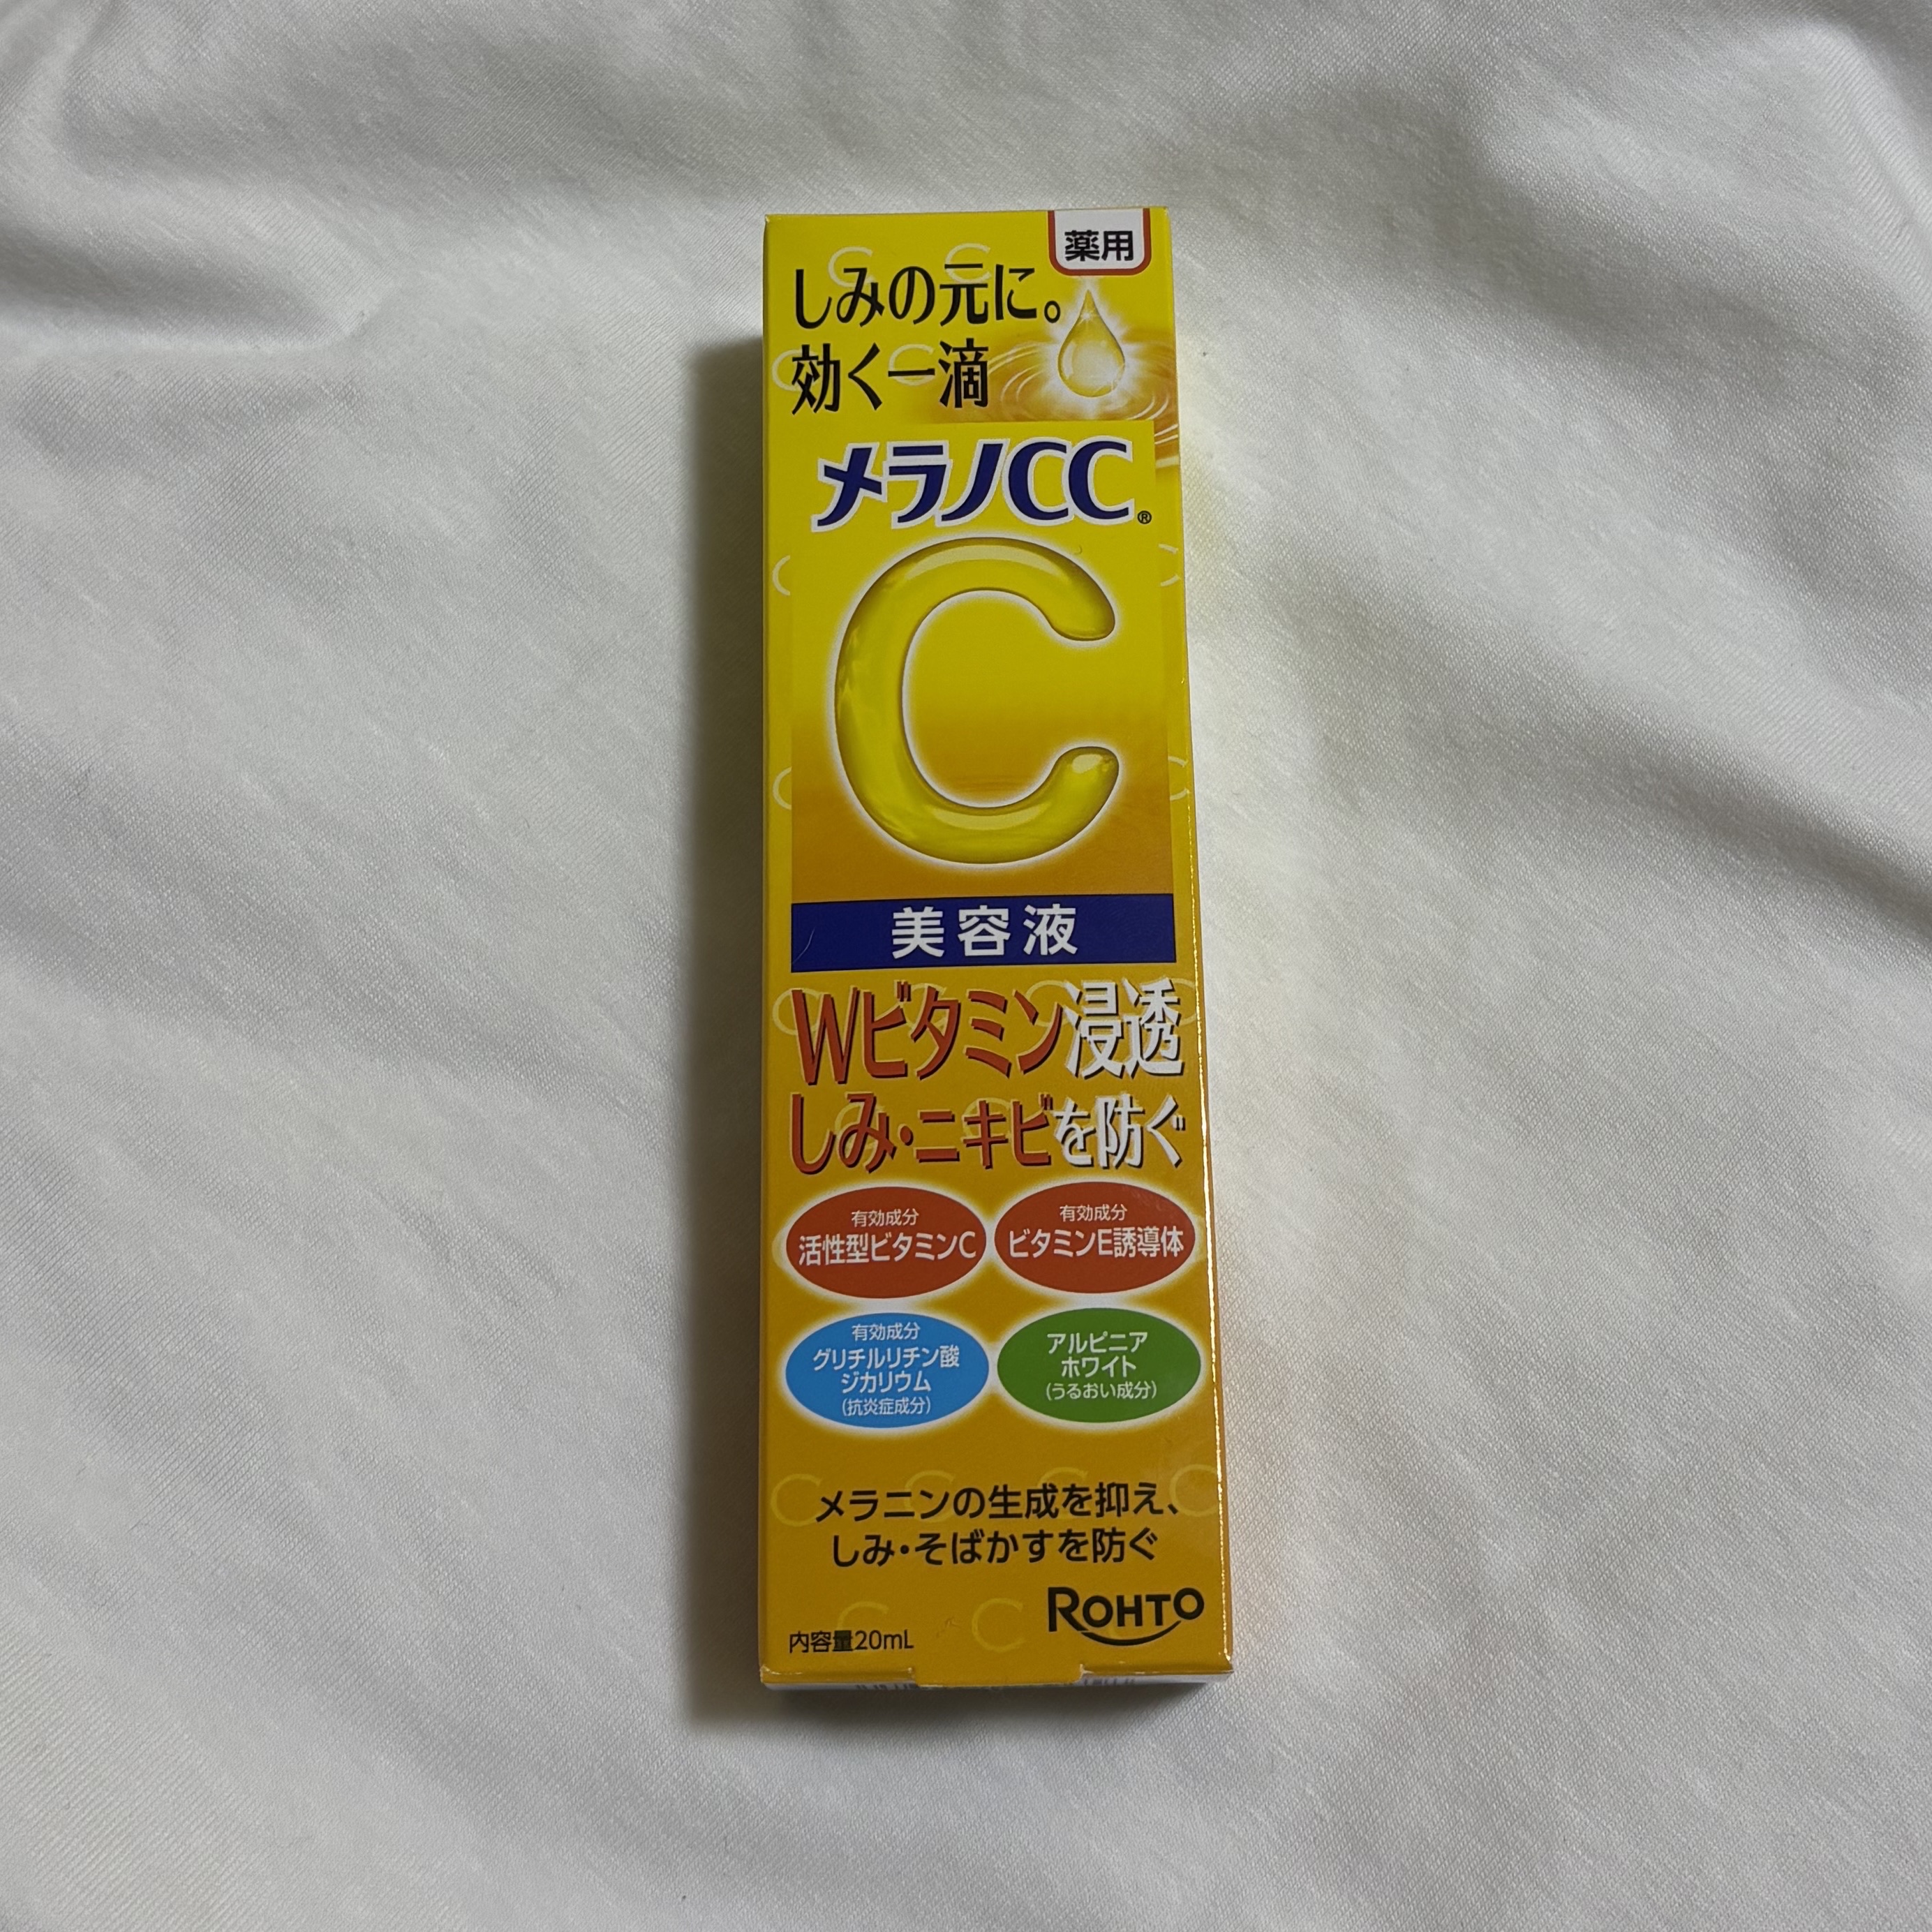 薬用
しみの元に。
効く一滴
メラノCC®
C
美容液
Wビタミン浸透
しみ・ニキビを防ぐ
有効成分
活性型ビタミンC
有効成分
ビタミンE誘導体
有効成分
グリチルリチン酸
ジカリウム
(抗炎症成分)
アルピニア
ホワイト
(うるおい成分)
メラニンの生成を抑え、
しみ・そばかすを防ぐ
ROHTO
内容量20mL